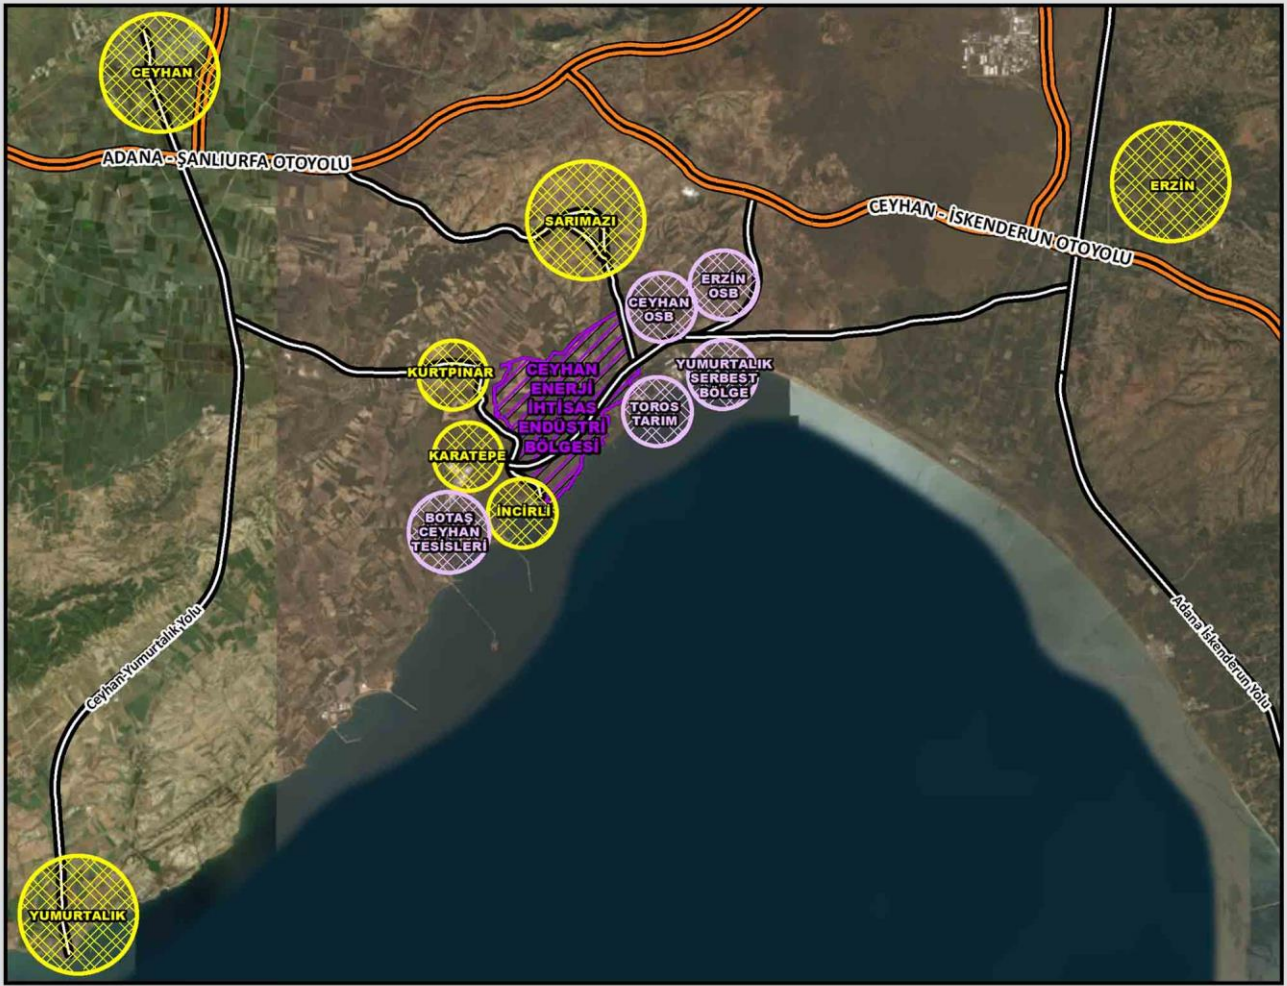 CEYHAN
ADANA - ŞANLIURFA OTOYOLU
ERZİN
SARIMAZI
CEYHAN - İSKENDERUN OTOYOLU
ERZİN
OSB
CEYHAN
OSB
KURTPINAR
CEYHAN
ENERJİ
İHTİSAS
ENDÜSTRİ
BÖLGESİ
YUMURTALIK
SERBEST
BÖLGE
TOROS
TARIM
KARATEPE
İNCİRLİ
BOTAŞ
CEYHAN
TESİSLERİ
Ceyhan-Yumurtalık Yolu
Adana İskenderun Yolu
YUMURTALIK